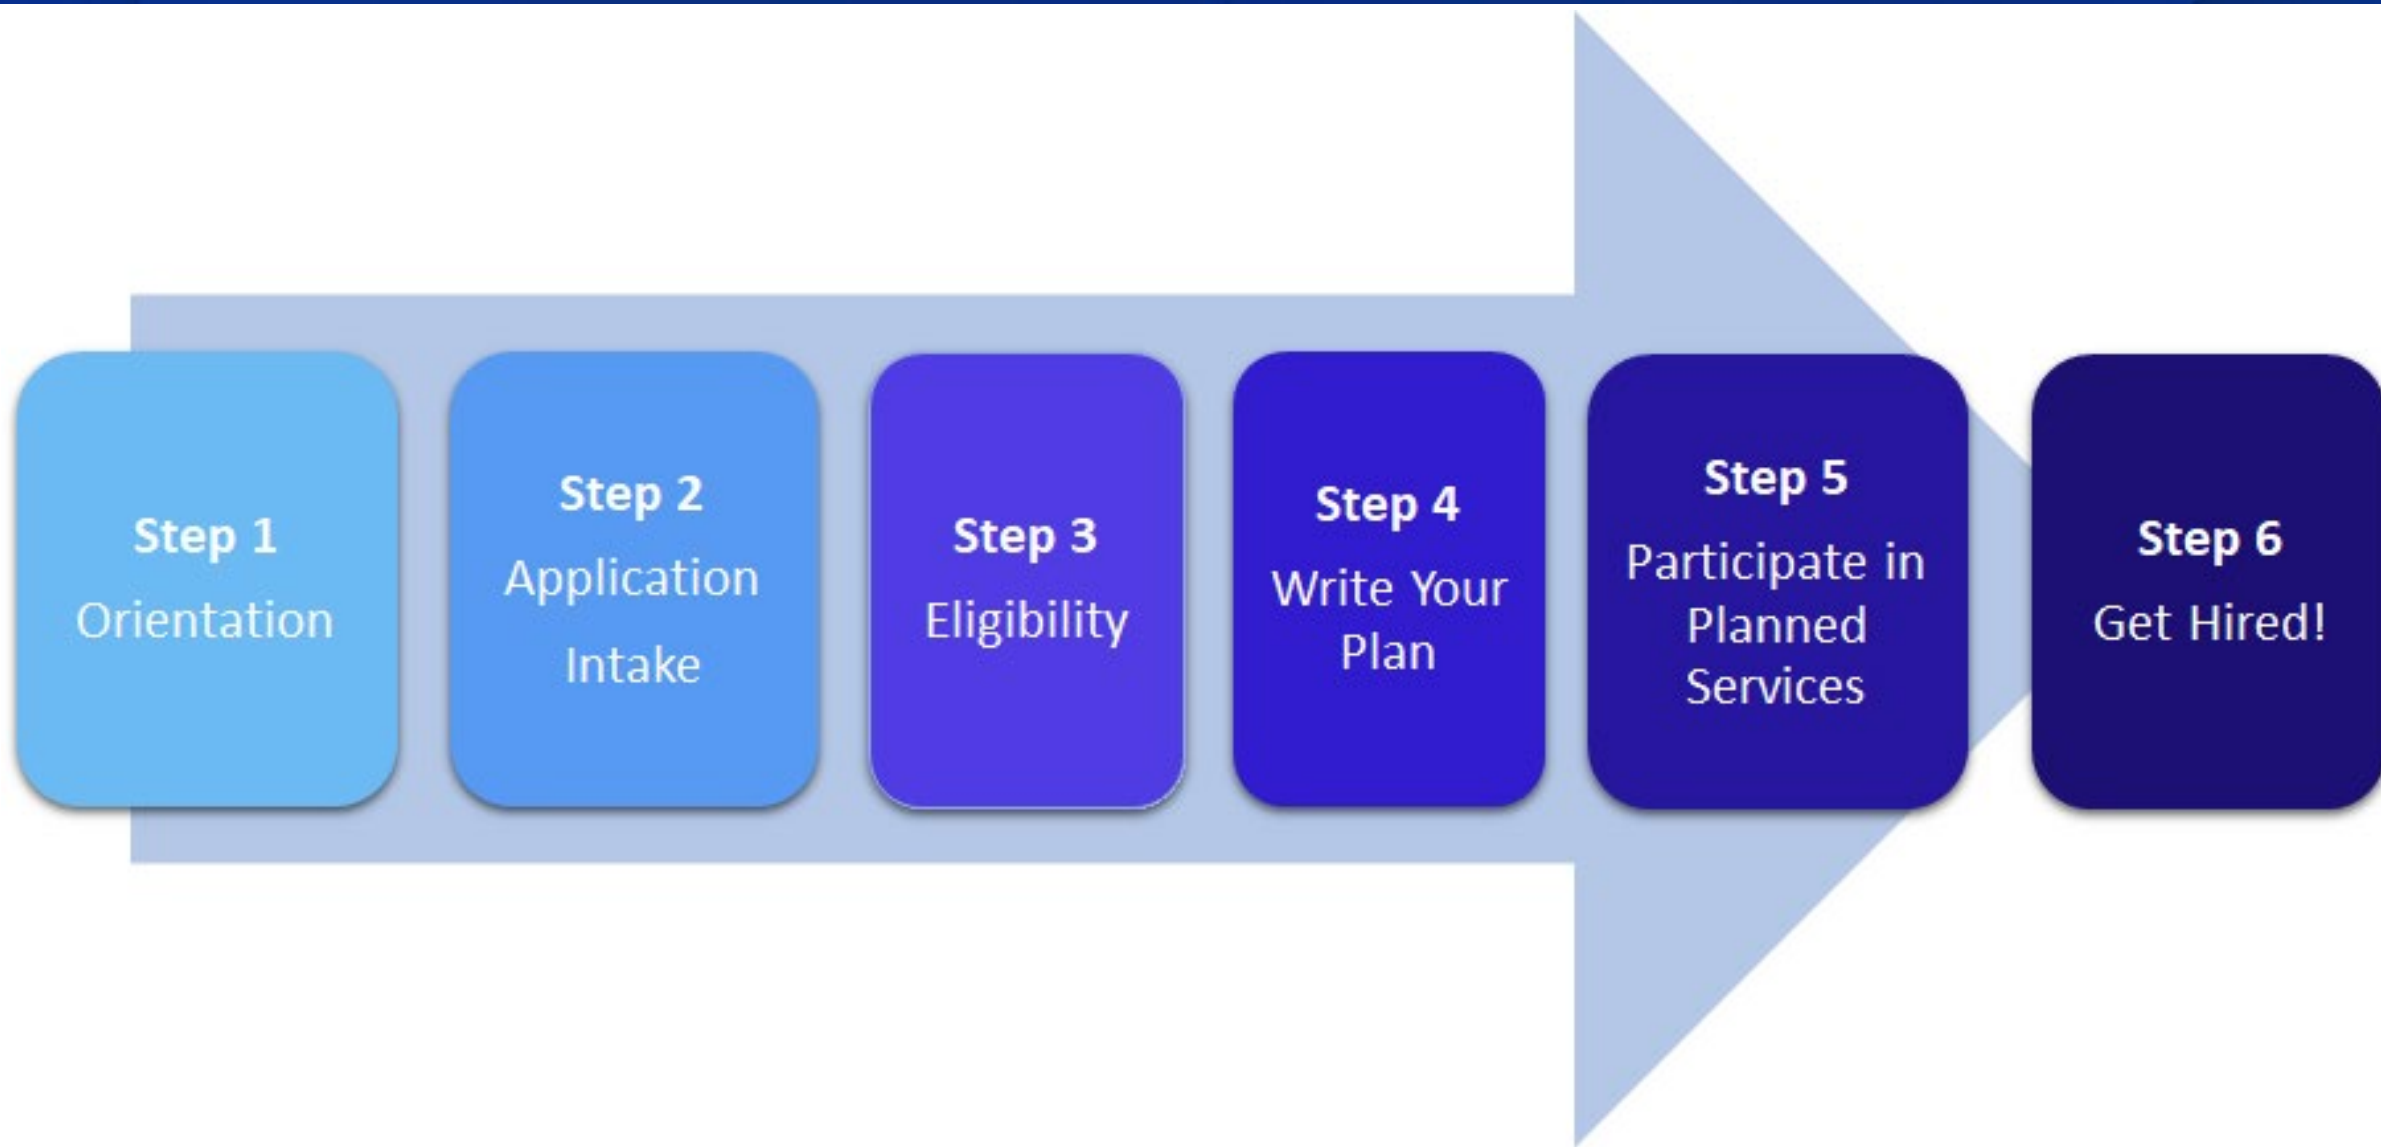 Step 1
Orientation
Step 2
Application
Intake
Step 3
Eligibility
Step 4
Write Your
Plan
Step 5
Participate in
Planned
Services
Step 6
Get Hired!